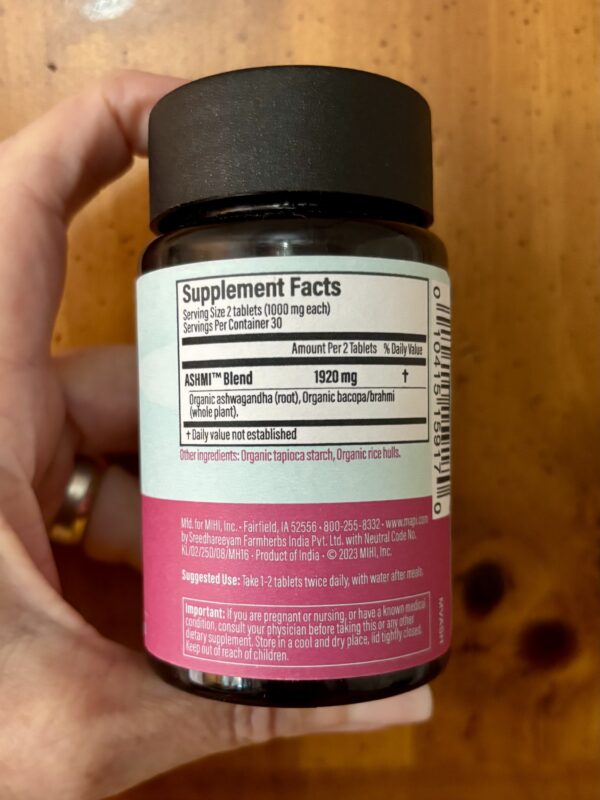 Supplement Facts
Serving Size 2 tablets (1000 mg each)
Servings Per Container 30
Amount Per 2 Tablets % Daily Value
ASHMI™ Blend 1920 mg †
Organic ashwagandha (root), Organic bacopa/brahmi
(whole plant).
† Daily value not established
Other ingredients: Organic tapioca starch, Organic rice hulls.
Mfd. for MIHI, Inc. • Fairfield, IA 52556 • 800-255-8332 • www.mapi.com
by Sreedhareeyam Farmherbs India Pvt. Ltd. with Neutral Code No.
KL/02/250/08/MH16 • Product of India • © 2023 MIHI, Inc.
Suggested Use: Take 1-2 tablets twice daily, with water after meals.
Important: if you are pregnant or nursing, or have a known medical
condition, consult your physician before taking this or any other
dietary supplement. Store in a cool and dry place, lid tightly closed.
Keep out of reach of children.
0 10415 15917 0
MVASH